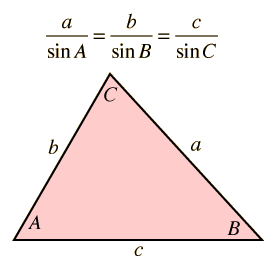 a/sin A = b/sin B = c/sin C
C
b a
A B
c